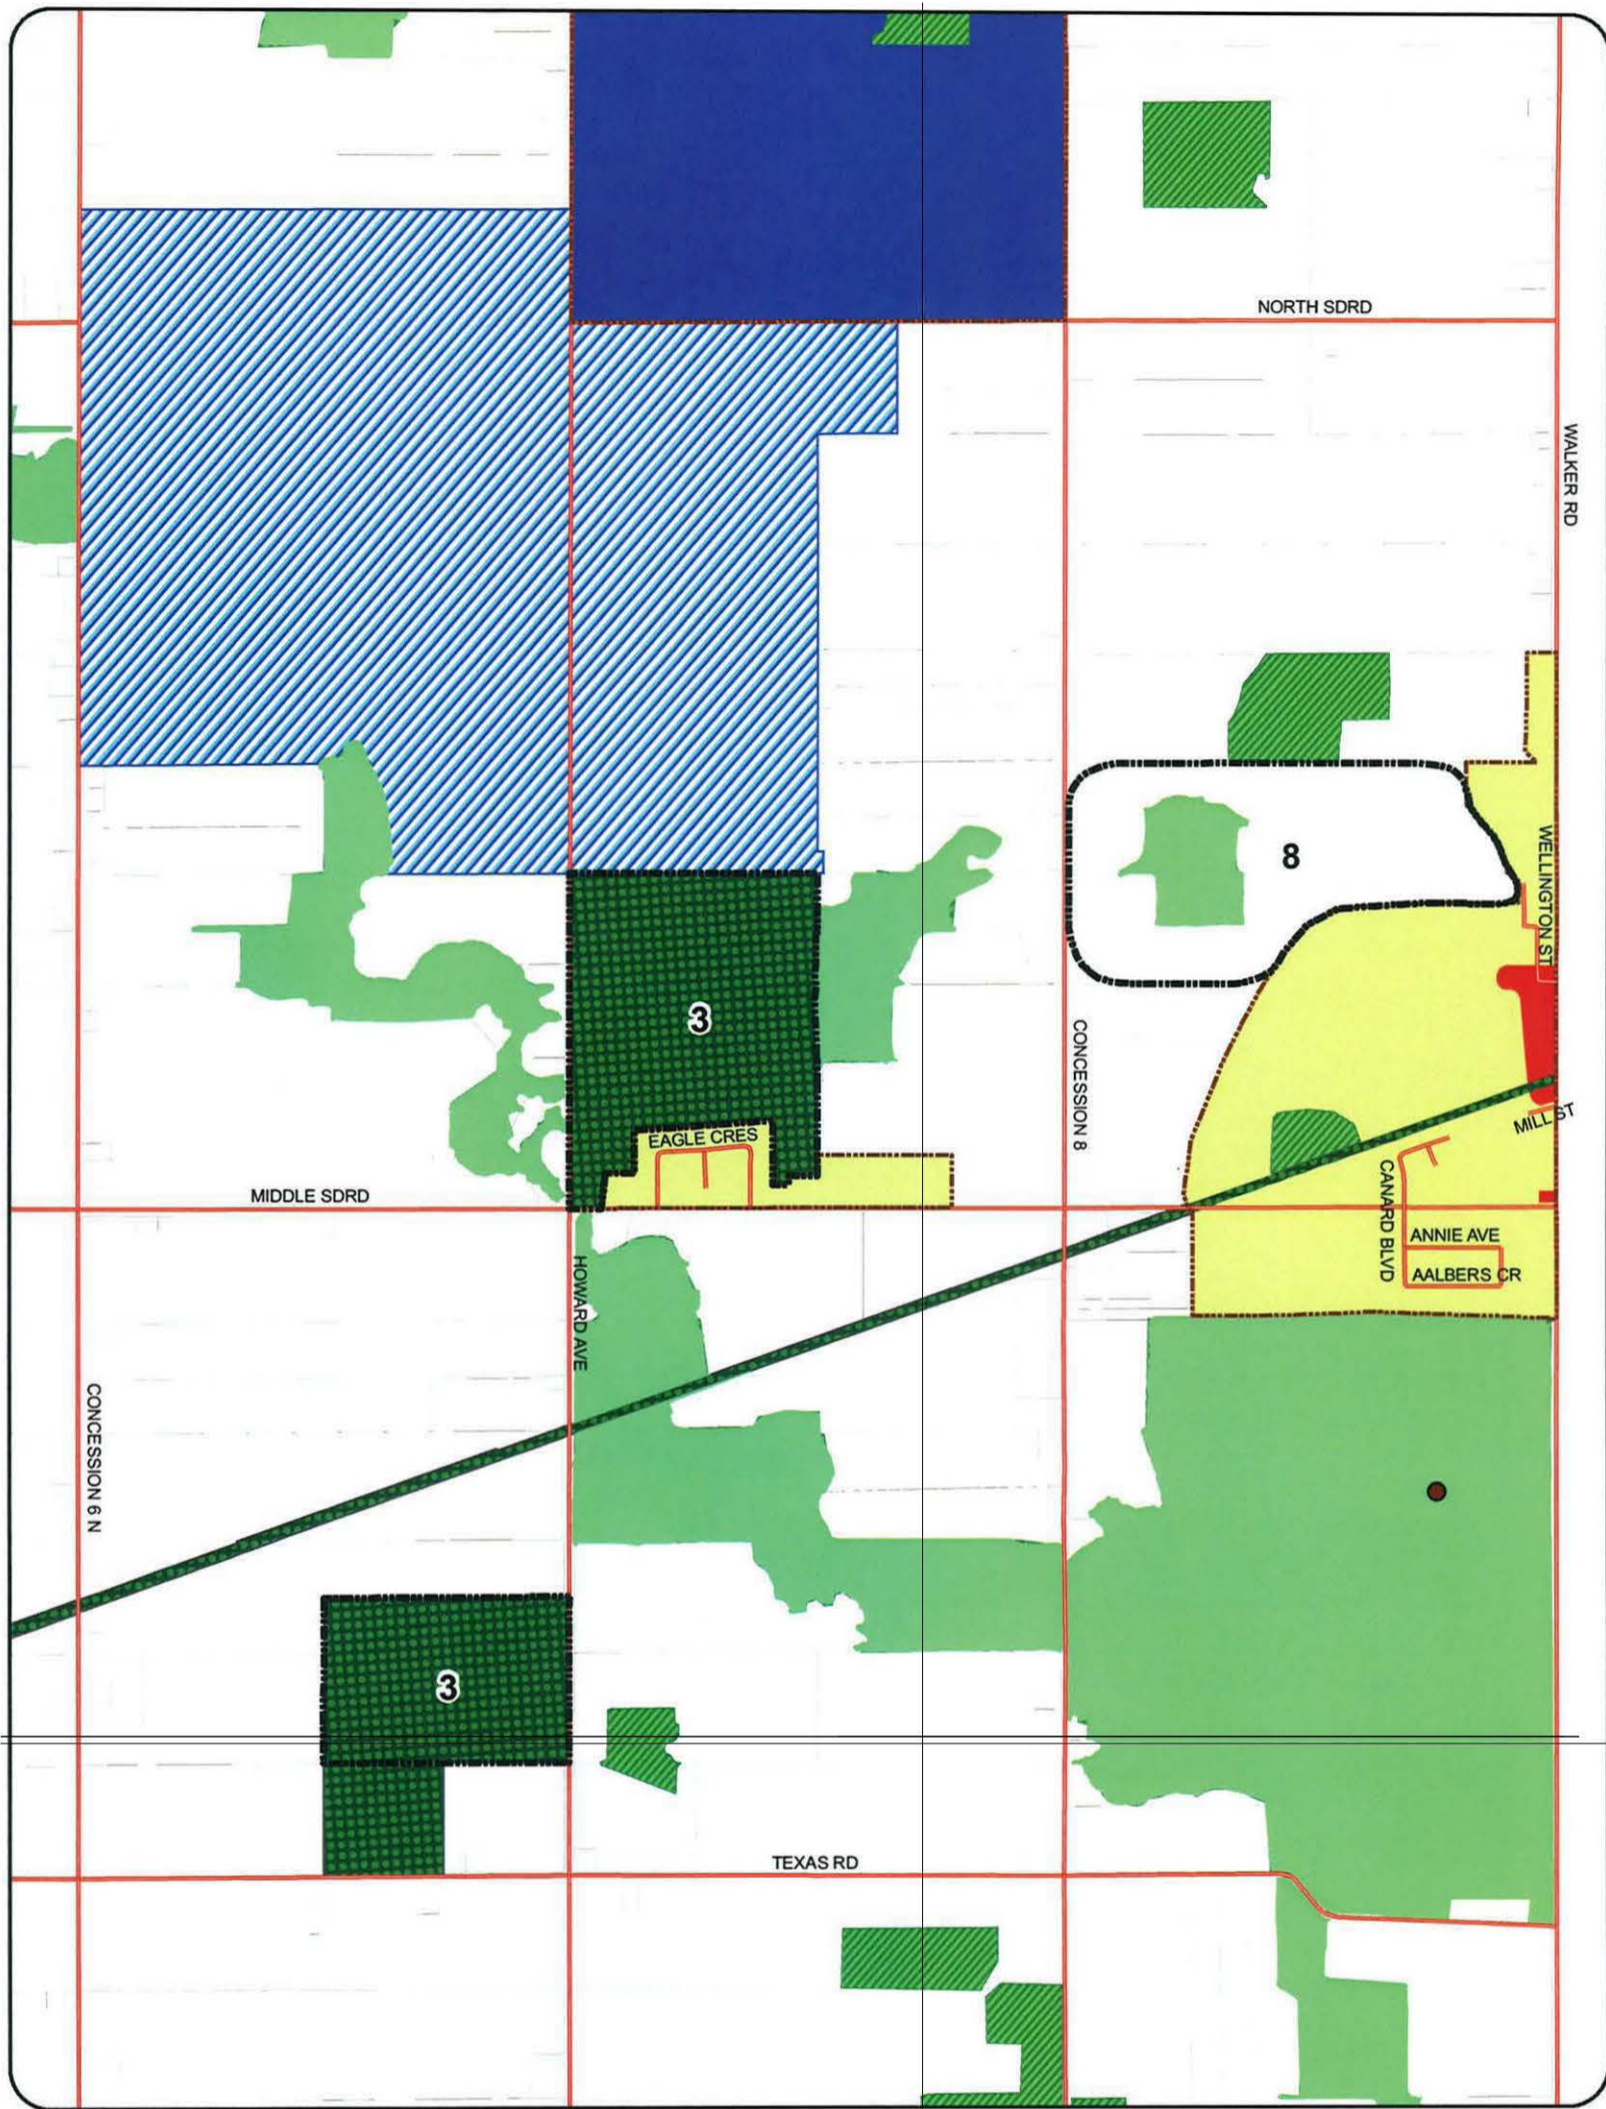 NORTH SDRD
WALKER RD
8
WELLINGTON ST
3
CONCESSION 8
EAGLE CRES
MILL ST
MIDDLE SDRD
CANARD BLVD
ANNIE AVE
AALBERS CR
HOWARD AVE
CONCESSION 6 N
3
TEXAS RD